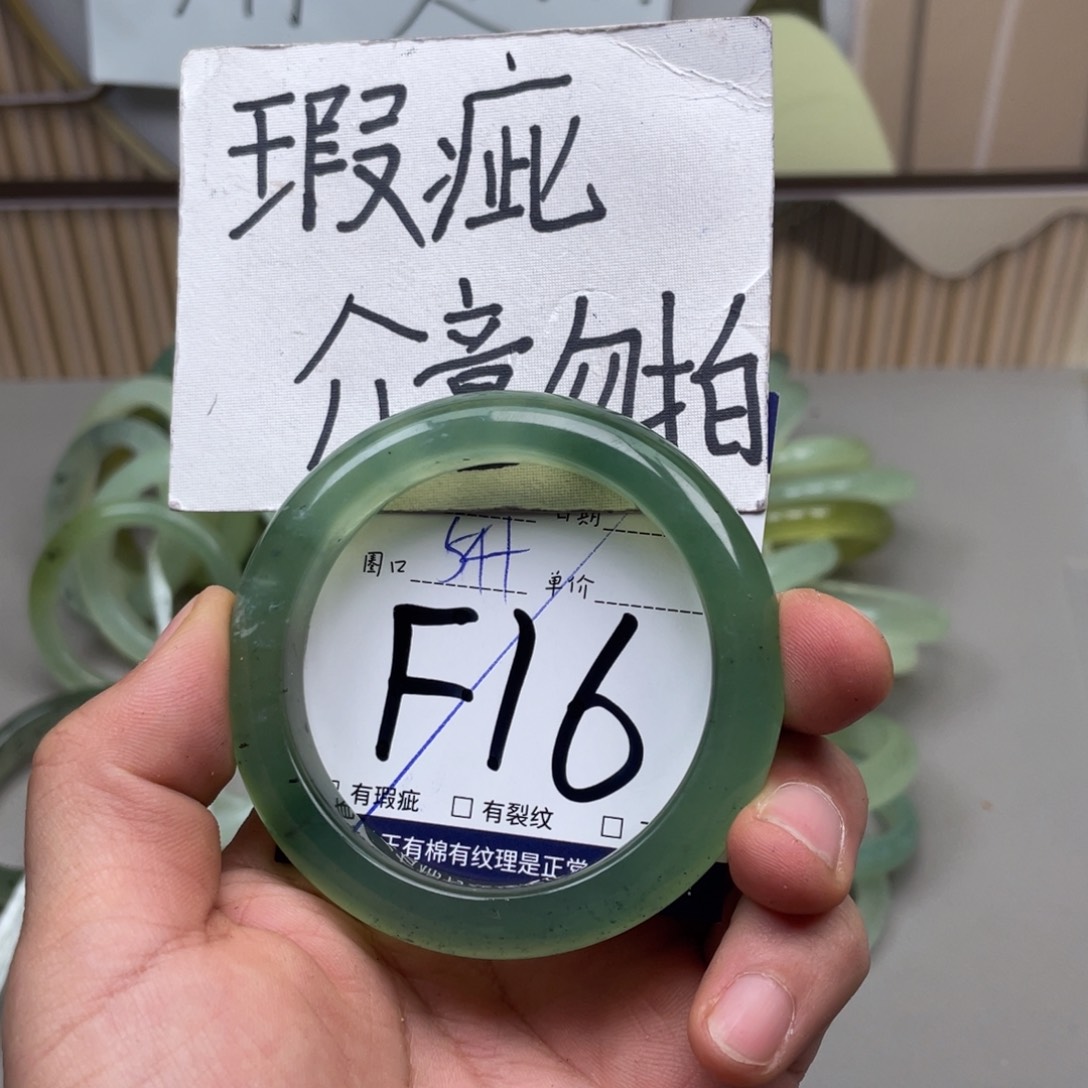 瑕疵
介意勿拍
日期
圈口 54 单价
F16
有瑕疵 □ 有裂纹 □
玉有棉有纹理是正常